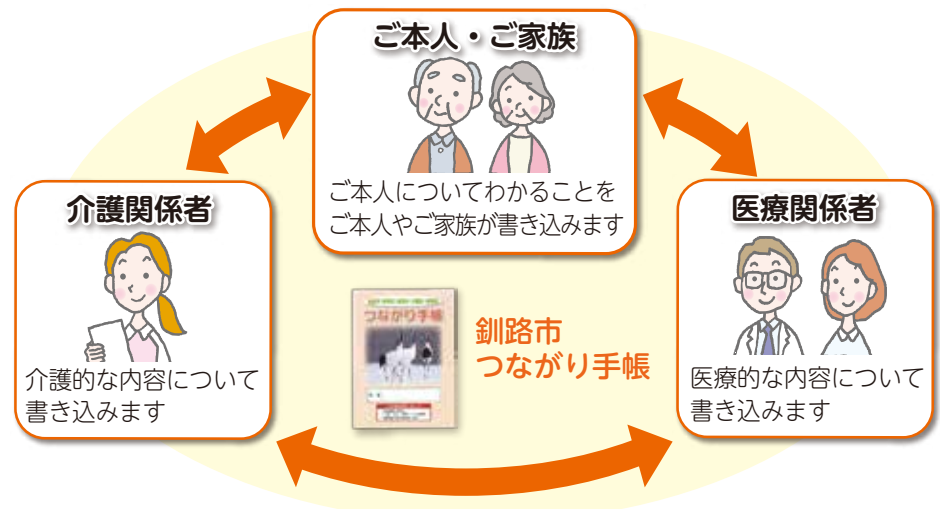 ご本人・ご家族
ご本人についてわかることを
ご本人やご家族が書き込みます
介護関係者
介護的な内容について
書き込みます
医療関係者
医療的な内容について
書き込みます
つながり手帳
釧路市
つながり手帳